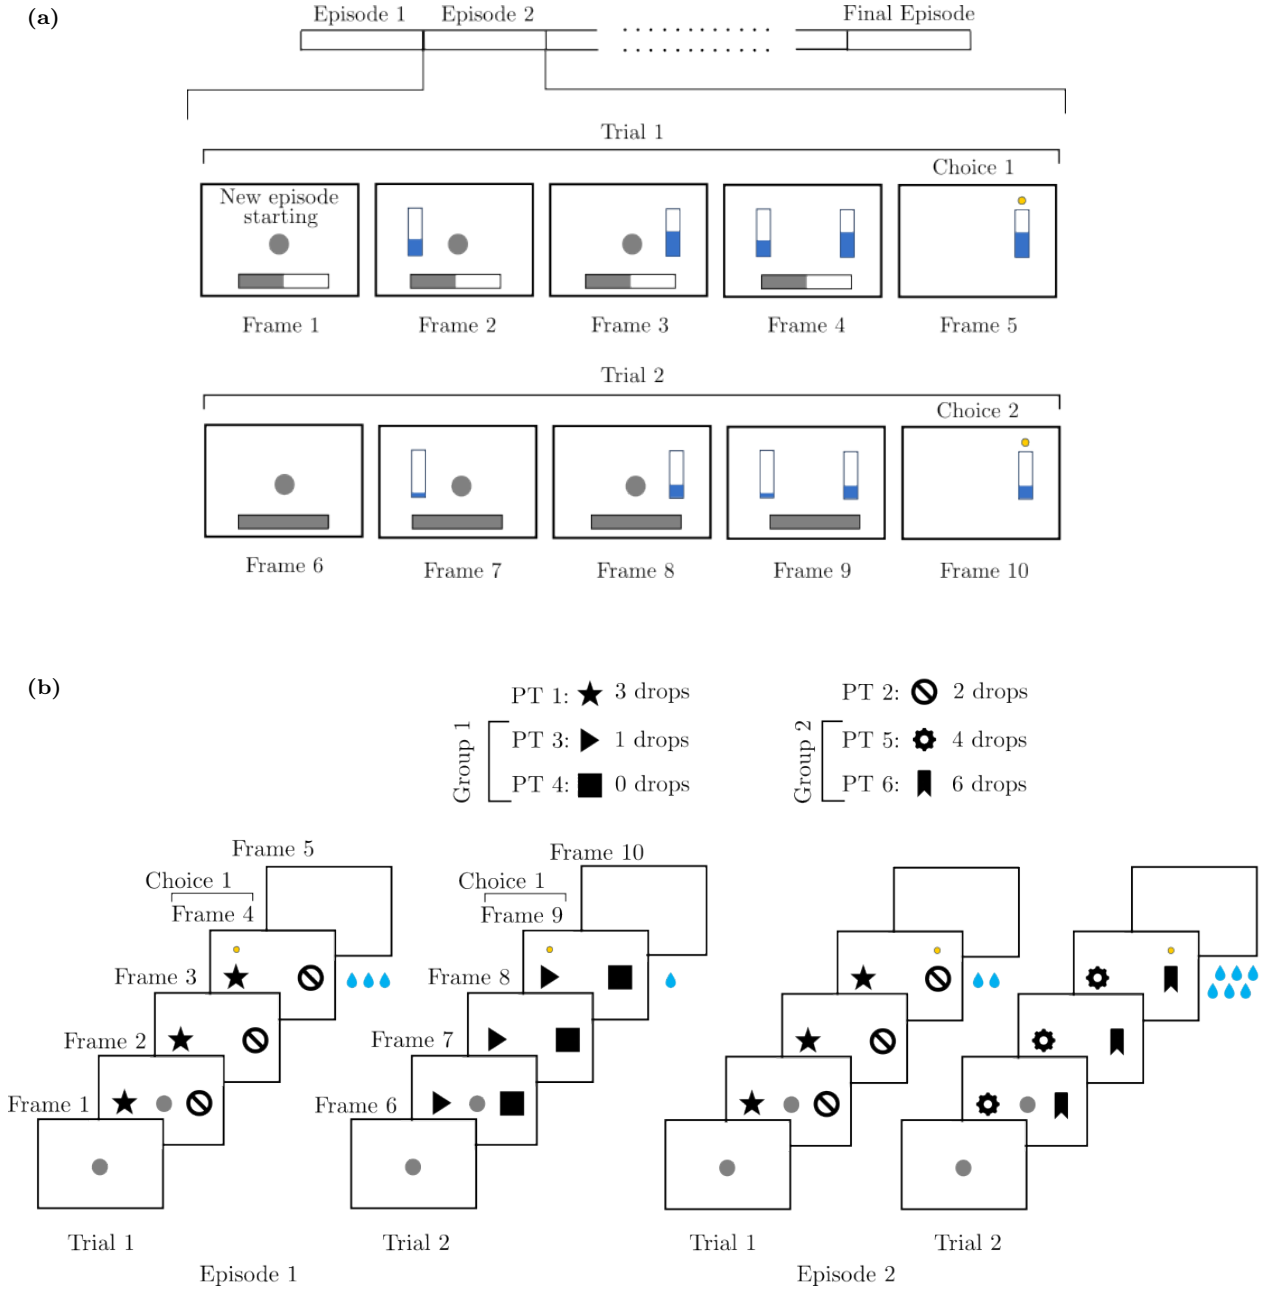 (a)
Episode 1 Episode 2 Final Episode
Trial 1
Choice 1
New episode
starting
Frame 1 Frame 2 Frame 3 Frame 4 Frame 5
Trial 2
Choice 2
Frame 6 Frame 7 Frame 8 Frame 9 Frame 10
(b)
PT 1: 3 drops
Group 1
PT 3: 1 drops
PT 4: 0 drops
PT 2: 2 drops
Group 2
PT 5: 4 drops
PT 6: 6 drops
Frame 5
Choice 1
Frame 4
Frame 3
Frame 2
Frame 1
Trial 1
Frame 10
Choice 1
Frame 9
Frame 8
Frame 7
Frame 6
Trial 2
Episode 1
Trial 1
Trial 2
Episode 2